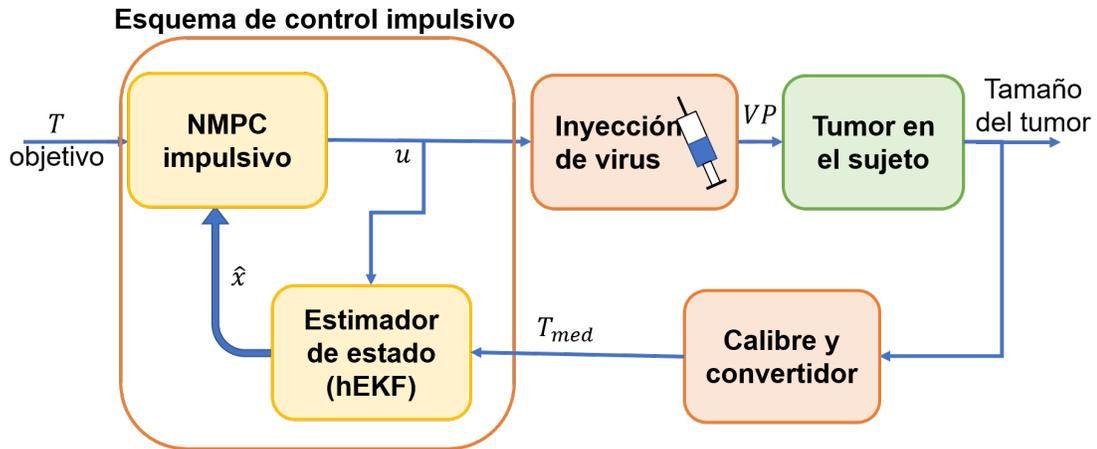 Esquema de control impulsivo
T
objetivo
NMPC
impulsivo
u
Inyección
de virus
VP
Tumor en
el sujeto
Tamaño
del tumor
x̂
Estimador
de estado
(hEKF)
T_med
Calibre y
convertidor